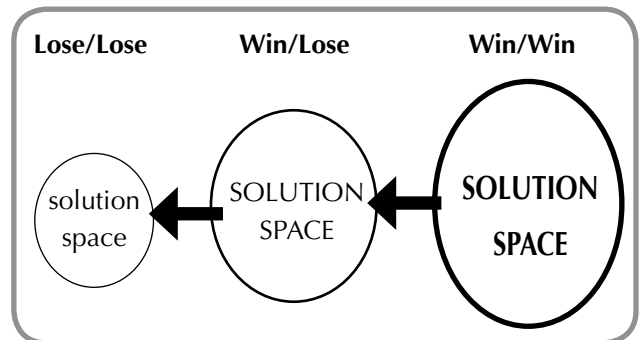 Lose/Lose
Win/Lose
Win/Win
solution
space
SOLUTION
SPACE
SOLUTION
SPACE